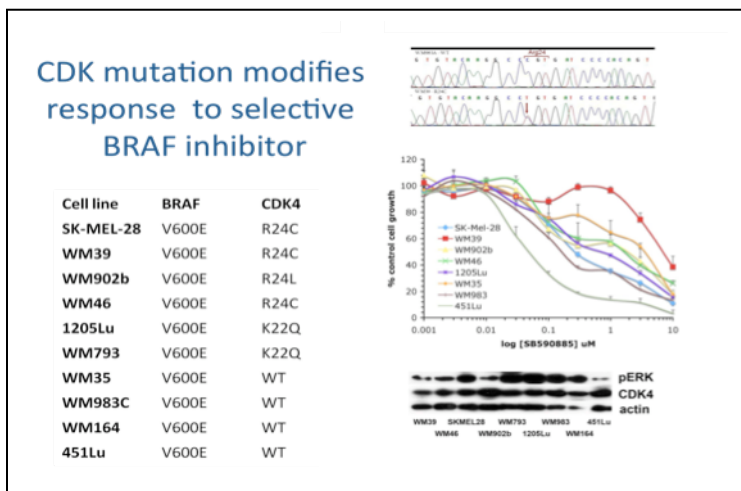 CDK mutation modifies
response to selective
BRAF inhibitor
Cell line BRAF CDK4
SK-MEL-28 V600E R24C
WM39 V600E R24C
WM902b V600E R24L
WM46 V600E R24C
1205Lu V600E K22Q
WM793 V600E K22Q
WM35 V600E WT
WM983C V600E WT
WM164 V600E WT
451Lu V600E WT
Arg24
120
100
80
60
40
20
0
% control cell growth
SK-Mel-28
WM39
WM902b
WM46
1205Lu
WM35
WM983
451Lu
0.001 0.01 0.1 1 10
log [SB590885] uM
pERK
CDK4
actin
WM39 SKMEL28 WM793 WM983 451Lu
WM46 WM902b 1205Lu WM164